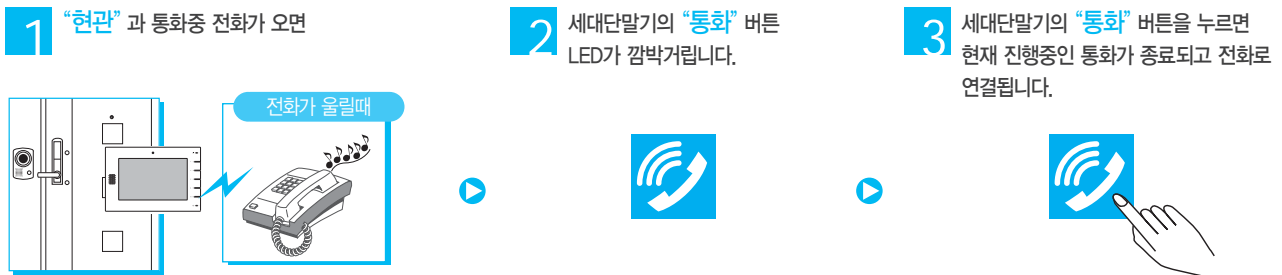 1 “현관” 과 통화중 전화가 오면
전화가 울릴때
2 세대단말기의 “통화” 버튼
LED가 깜박거립니다.
3 세대단말기의 “통화” 버튼을 누르면
현재 진행중인 통화가 종료되고 전화로
연결됩니다.